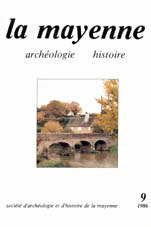 la mayenne
archéologie histoire
9
1986
société d'archéologie et d'histoire de la mayenne